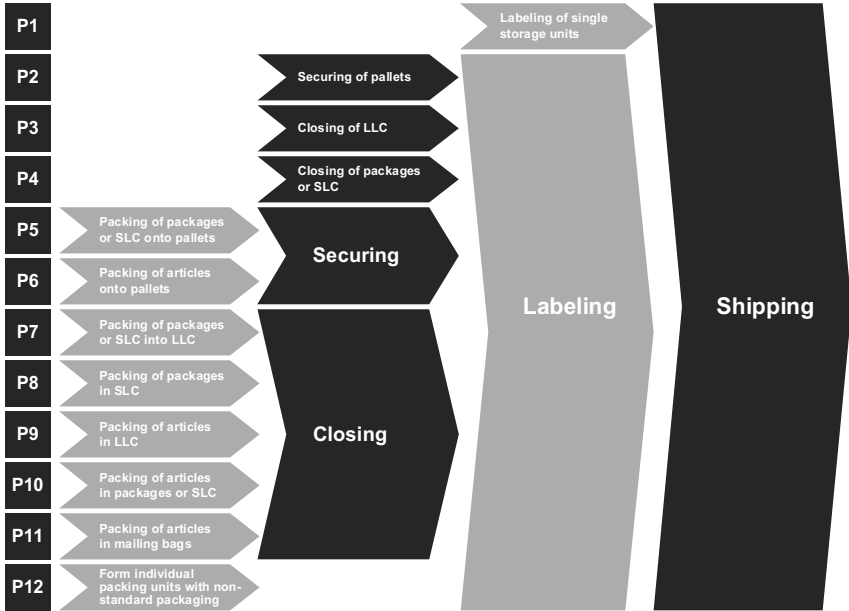 P1
Labeling of single
storage units
P2
Securing of pallets
P3
Closing of LLC
P4
Closing of packages
or SLC
P5
Packing of packages
or SLC onto pallets
Securing
P6
Packing of articles
onto pallets
Labeling
Shipping
P7
Packing of packages
or SLC into LLC
P8
Packing of packages
in SLC
P9
Packing of articles
in LLC
Closing
P10
Packing of articles
in packages or SLC
P11
Packing of articles
in mailing bags
P12
Form individual
packing units with non-
standard packaging